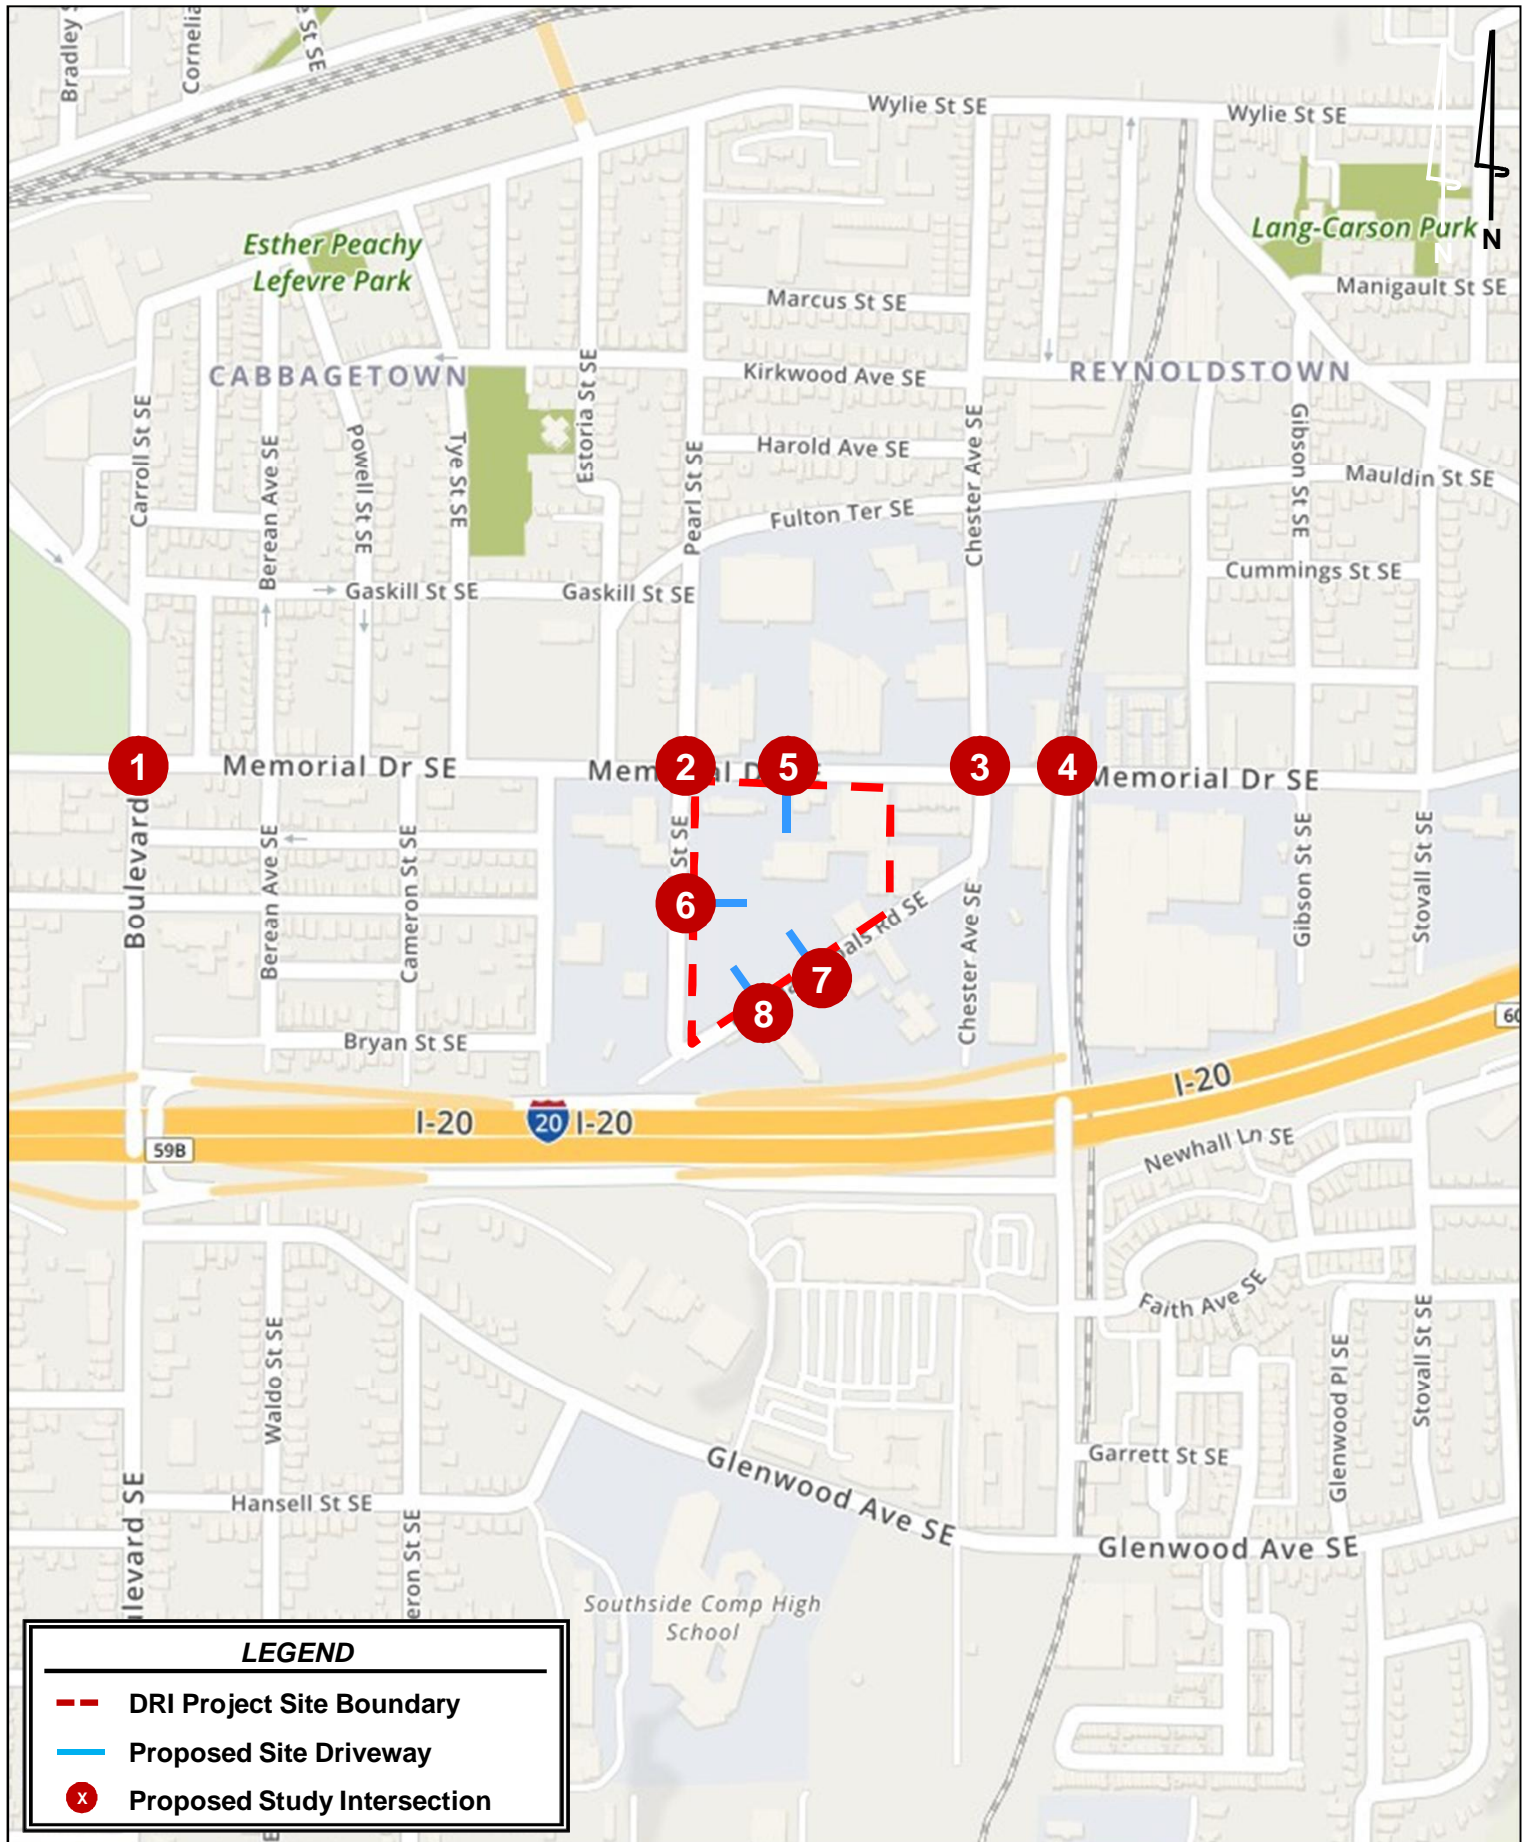 Bradley S
Cornelia
e St SE
Wylie St SE
Wylie St SE
Esther Peachy
Lefevre Park
Lang-Carson Park
N
N
Manigault St SE
Marcus St SE
CABBAGETOWN
Kirkwood Ave SE
REYNOLDSTOWN
Carroll St SE
Berean Ave SE
Powell St SE
Tye St SE
Estoria St SE
Pearl St SE
Harold Ave SE
Chester Ave SE
Gibson St SE
Mauldin St SE
Fulton Ter SE
Gaskill St SE
Gaskill St SE
Cummings St SE
1
Memorial Dr SE
Mem
2
al D
5
3
4
Memorial Dr SE
Boulevard
Berean Ave SE
Cameron St SE
St SE
6
als Rd SE
7
8
Chester Ave SE
Gibson St SE
Stovall St SE
Bryan St SE
I-20
20
I-20
I-20
60
59B
Newhall Ln SE
Faith Ave SE
Waldo St SE
Glenwood Pl SE
Stovall St SE
Garrett St SE
Glenwood Ave SE
Glenwood Ave SE
Hansell St SE
ulevard SE
eron St SE
Southside Comp High
School
LEGEND
DRI Project Site Boundary
Proposed Site Driveway
X
Proposed Study Intersection